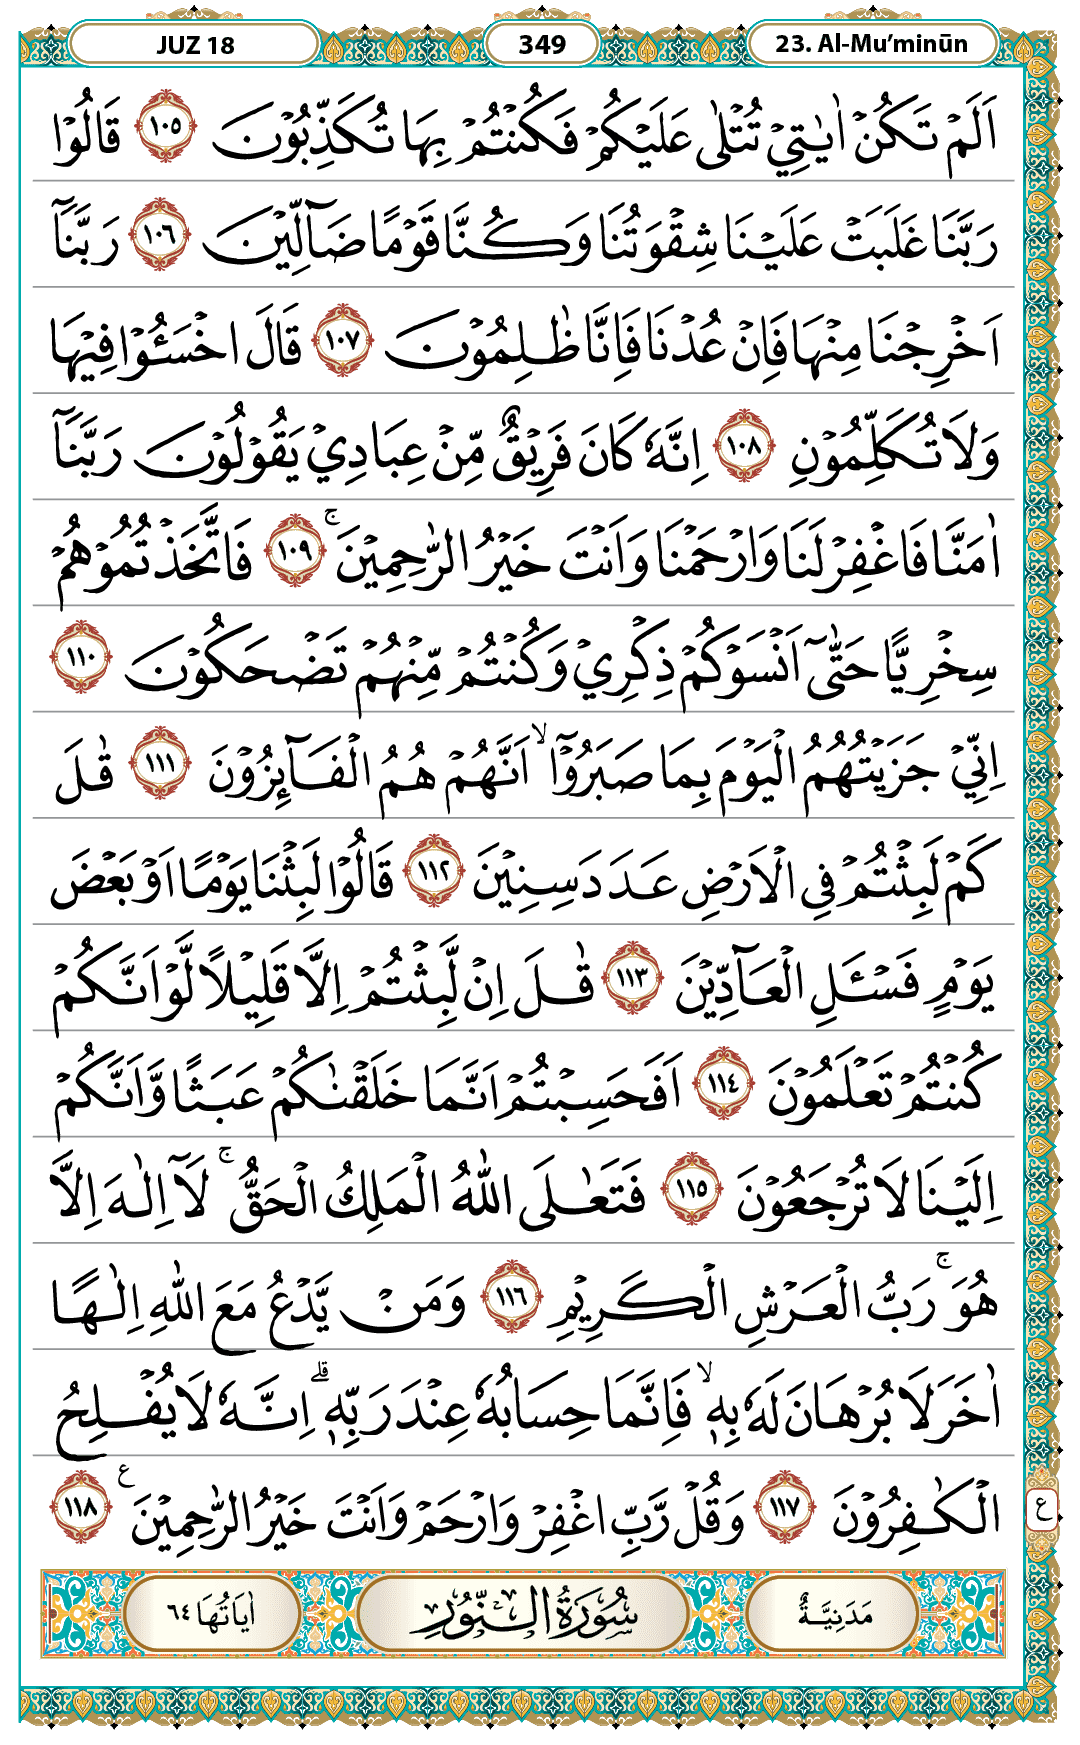 JUZ 18 349 23. Al-Mu’minūn
اَلَمْ تَكُنْ اٰيٰتِيْ تُتْلٰى عَلَيْكُمْ فَكُنْتُمْ بِهَا تُكَذِّبُوْنَ ١٠٥ قَالُوْا
رَبَّنَا غَلَبَتْ عَلَيْنَا شِقْوَتُنَا وَكُنَّا قَوْمًا ضَاۤلِّيْنَ ١٠٦ رَبَّنَآ
اَخْرِجْنَا مِنْهَا فَاِنْ عُدْنَا فَاِنَّا ظٰلِمُوْنَ ١٠٧ قَالَ اخْسَـُٔوْا فِيْهَا
وَلَا تُكَلِّمُوْنِ ١٠٨ اِنَّهٗ كَانَ فَرِيْقٌ مِّنْ عِبَادِيْ يَقُوْلُوْنَ رَبَّنَآ
اٰمَنَّا فَاغْفِرْ لَنَا وَارْحَمْنَا وَاَنْتَ خَيْرُ الرّٰحِمِيْنَ ۚ ١٠٩ فَاتَّخَذْتُمُوْهُمْ
سِخْرِيًّا حَتّٰىٓ اَنْسَوْكُمْ ذِكْرِيْ وَكُنْتُمْ مِّنْهُمْ تَضْحَكُوْنَ ١١٠
اِنِّيْ جَزَيْتُهُمُ الْيَوْمَ بِمَا صَبَرُوْٓا ۙ اَنَّهُمْ هُمُ الْفَاۤىِٕزُوْنَ ١١١ قٰلَ
كَمْ لَبِثْتُمْ فِى الْاَرْضِ عَدَدَ سِنِيْنَ ١١٢ قَالُوْا لَبِثْنَا يَوْمًا اَوْ بَعْضَ
يَوْمٍ فَسْـَٔلِ الْعَاۤدِّيْنَ ١١٣ قٰلَ اِنْ لَّبِثْتُمْ اِلَّا قَلِيْلًا لَّوْ اَنَّكُمْ
كُنْتُمْ تَعْلَمُوْنَ ١١٤ اَفَحَسِبْتُمْ اَنَّمَا خَلَقْنٰكُمْ عَبَثًا وَّاَنَّكُمْ
اِلَيْنَا لَا تُرْجَعُوْنَ ١١٥ فَتَعٰلَى اللّٰهُ الْمَلِكُ الْحَقُّ ۚ لَآ اِلٰهَ اِلَّا
هُوَ ۚ رَبُّ الْعَرْشِ الْكَرِيْمِ ١١٦ وَمَنْ يَّدْعُ مَعَ اللّٰهِ اِلٰهًا
اٰخَرَ لَا بُرْهَانَ لَهٗ بِهٖ ۙ فَاِنَّمَا حِسَابُهٗ عِنْدَ رَبِّهٖ ۗ اِنَّهٗ لَا يُفْلِحُ
الْكٰفِرُوْنَ ١١٧ وَقُلْ رَّبِّ اغْفِرْ وَارْحَمْ وَاَنْتَ خَيْرُ الرّٰحِمِيْنَ ع ١١٨
ع
مَدَنِيَّةٌ سُورَةُ النُّوْرِ اٰيَاتُهَا ٦٤